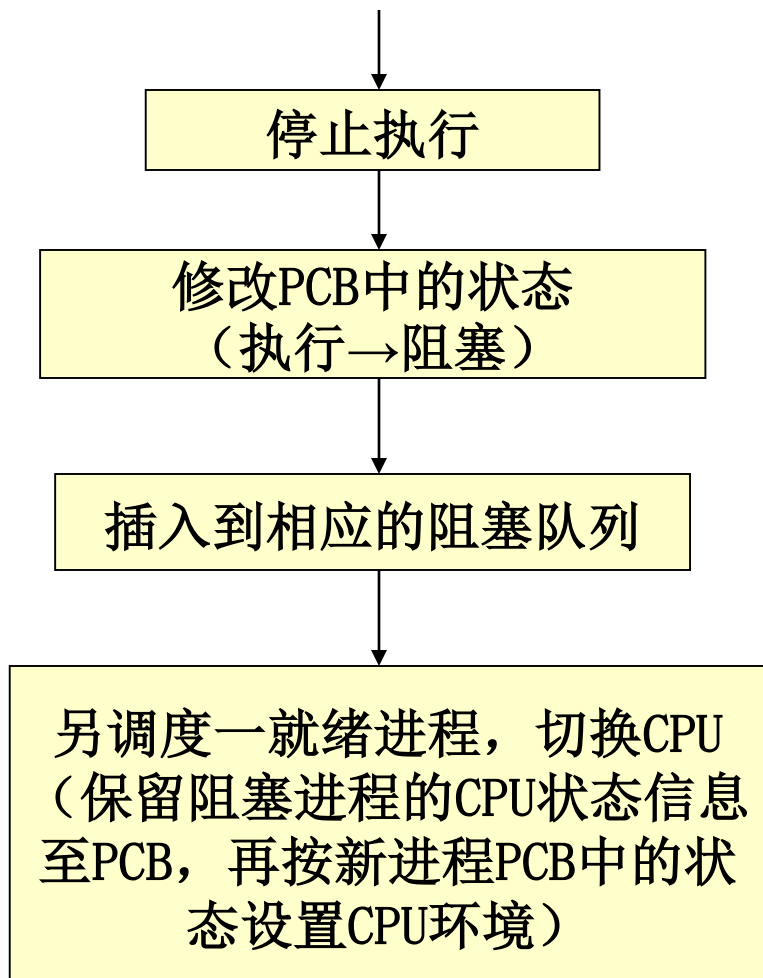 停止执行
修改PCB中的状态
（执行→阻塞）
插入到相应的阻塞队列
另调度一就绪进程，切换CPU
（保留阻塞进程的CPU状态信息
至PCB，再按新进程PCB中的状
态设置CPU环境）